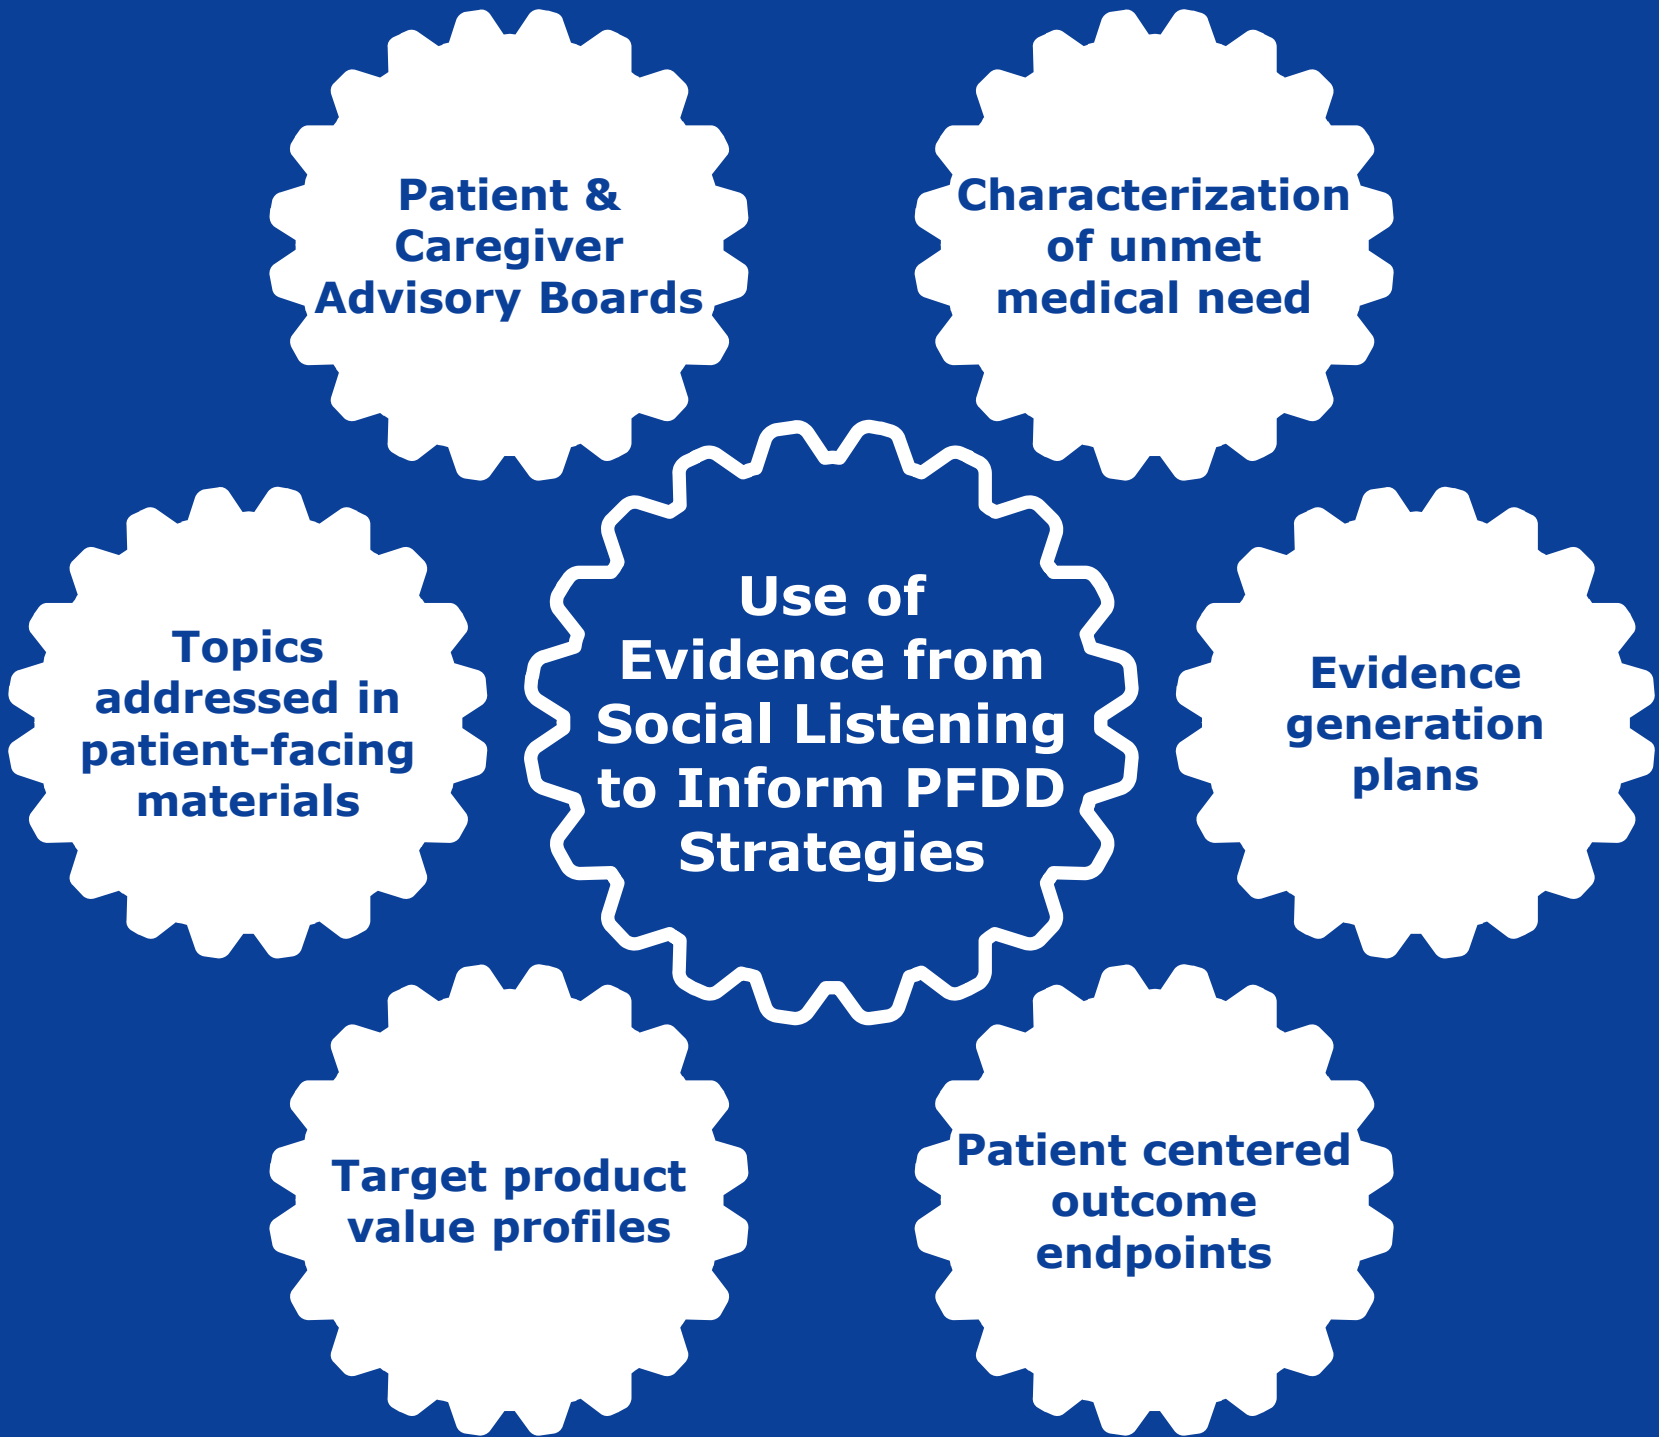 Patient &
Caregiver
Advisory Boards
Characterization
of unmet
medical need
Topics
addressed in
patient-facing
materials
Use of
Evidence from
Social Listening
to Inform PFDD
Strategies
Evidence
generation
plans
Target product
value profiles
Patient centered
outcome
endpoints